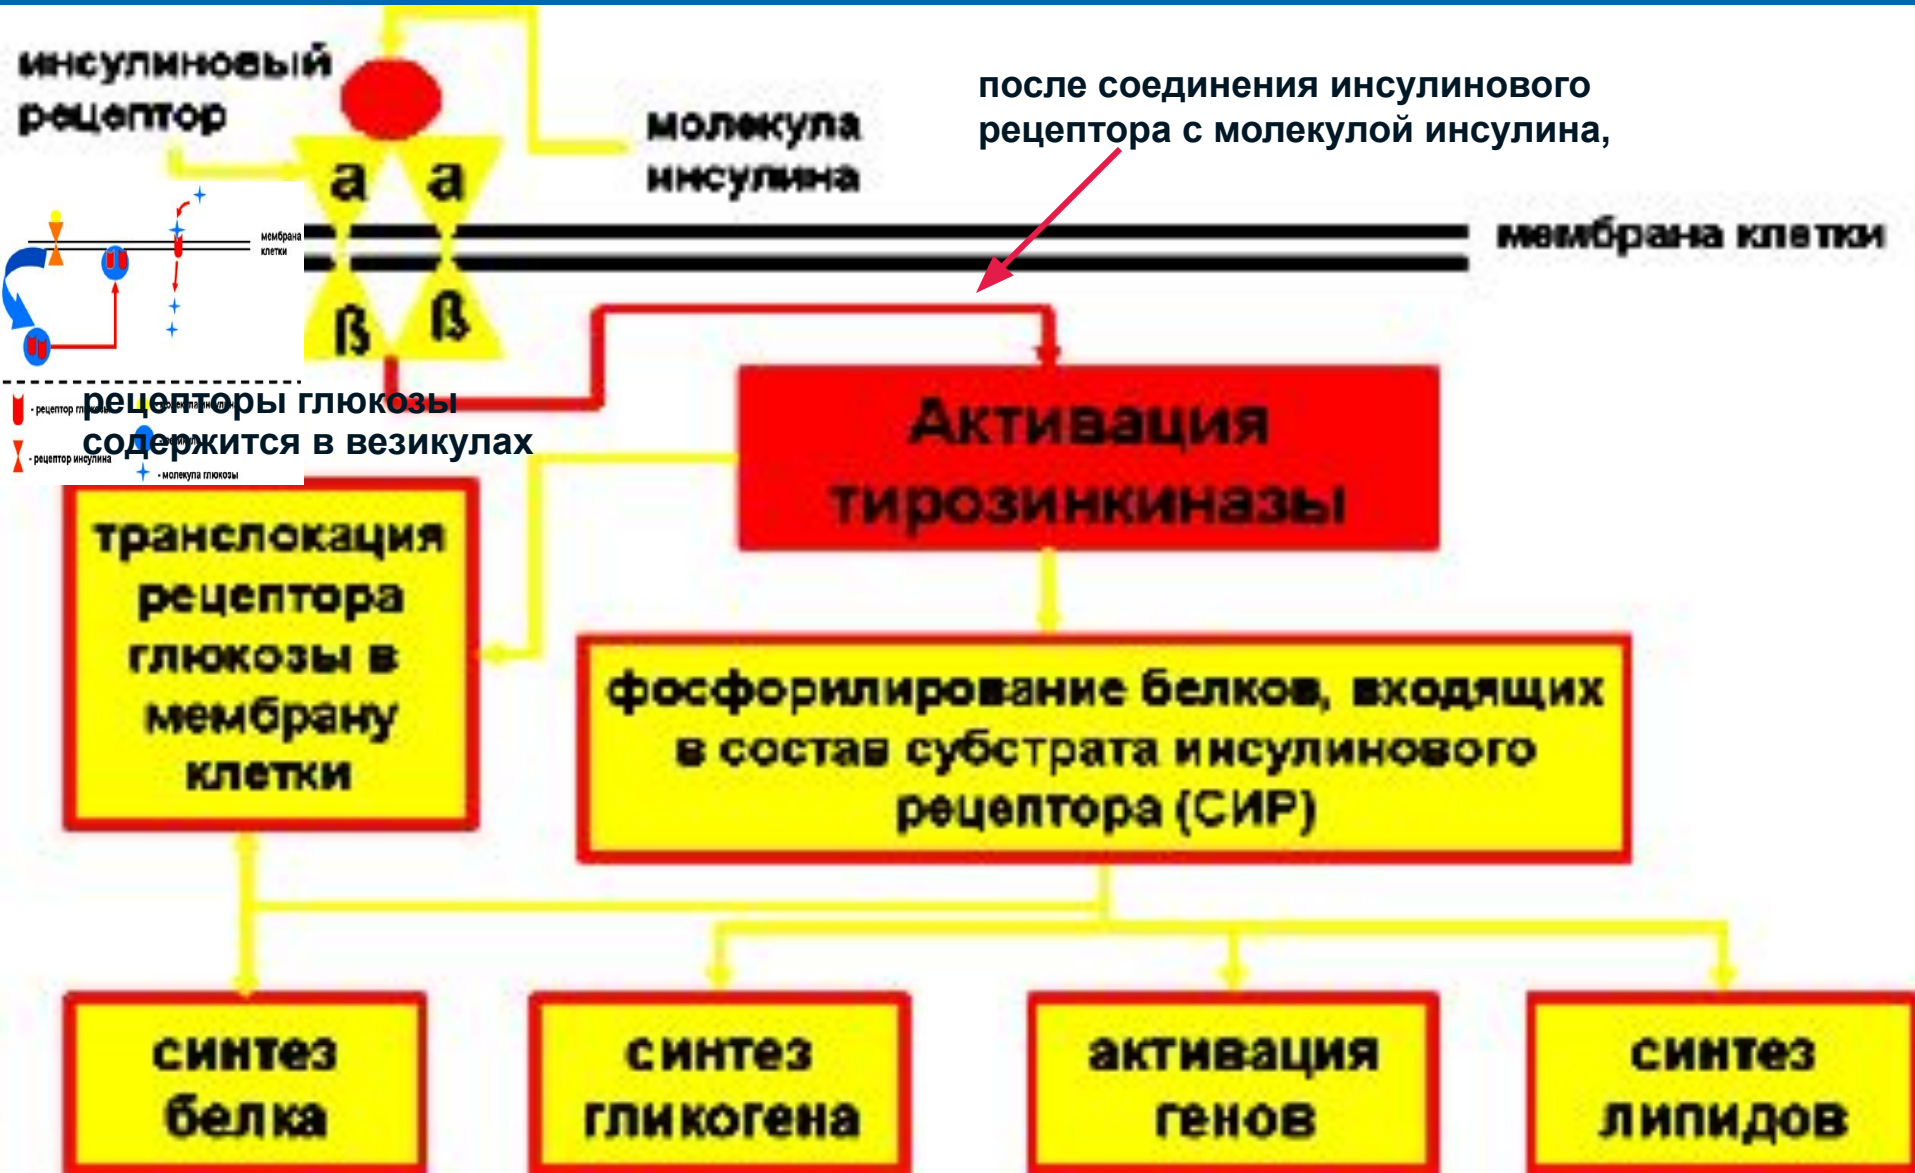 инсулиновый
рецептор
молекула
инсулина
после соединения инсулинового
рецептора с молекулой инсулина,
а а
мембрана клетки
ß ß
мембрана
клетки
рецепторы глюкозы
содержится в везикулах
- рецептор
- рецептор инсулина
- молекула глюкозы
Активация
тирозинкиназы
транслокация
рецептора
глюкозы в
мембрану
клетки
фосфорилирование белков, входящих
в состав субстрата инсулинового
рецептора (СИР)
синтез
белка
синтез
гликогена
активация
генов
синтез
липидов